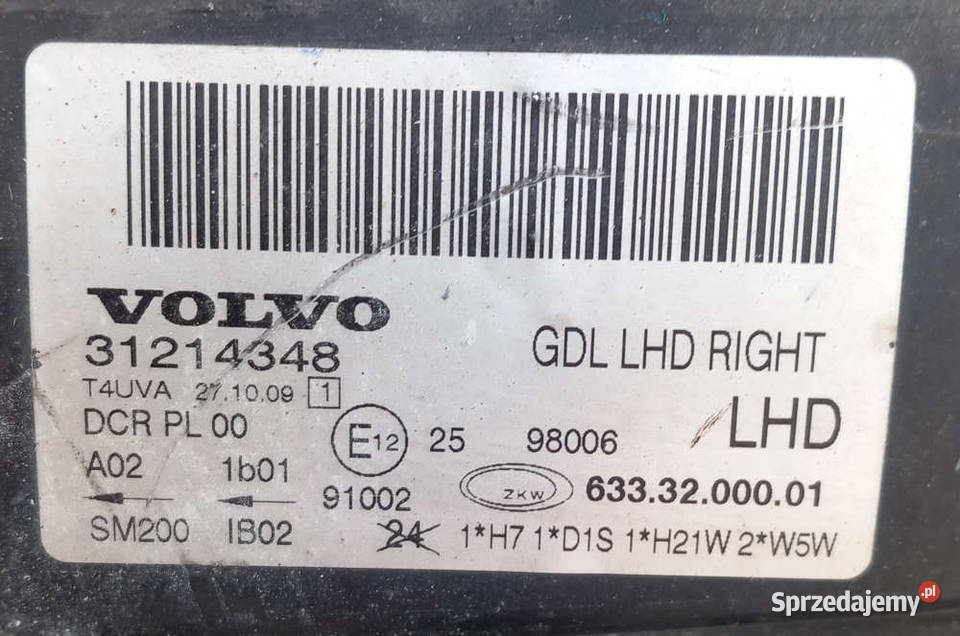 VOLVO
31214348
GDL LHD RIGHT
T4UVA 27.10.09 1
DCR PL 00
E12 25 98006 LHD
A02 1b01
91002 ZKW 633.32.000.01
SM200 IB02 24 1*H7 1*D1S 1*H21W 2*W5W
Sprzedajemy.pl